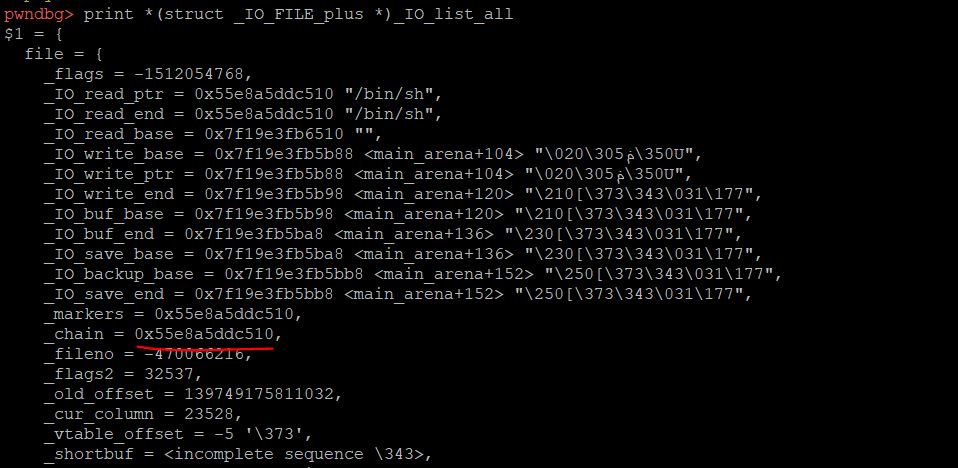 pwndbg> print *(struct _IO_FILE_plus *)_IO_list_all
$1 = {
file = {
_flags = -1512054768,
_IO_read_ptr = 0x55e8a5ddc510 "/bin/sh",
_IO_read_end = 0x55e8a5ddc510 "/bin/sh",
_IO_read_base = 0x7f19e3fb6510 "",
_IO_write_base = 0x7f19e3fb5b88 <main_arena+104> "\020\305ݥ\350U",
_IO_write_ptr = 0x7f19e3fb5b88 <main_arena+104> "\020\305ݥ\350U",
_IO_write_end = 0x7f19e3fb5b98 <main_arena+120> "\210[\373\343\031\177",
_IO_buf_base = 0x7f19e3fb5b98 <main_arena+120> "\210[\373\343\031\177",
_IO_buf_end = 0x7f19e3fb5ba8 <main_arena+136> "\230[\373\343\031\177",
_IO_save_base = 0x7f19e3fb5ba8 <main_arena+136> "\230[\373\343\031\177",
_IO_backup_base = 0x7f19e3fb5bb8 <main_arena+152> "\250[\373\343\031\177",
_IO_save_end = 0x7f19e3fb5bb8 <main_arena+152> "\250[\373\343\031\177",
_markers = 0x55e8a5ddc510,
_chain = 0x55e8a5ddc510,
_fileno = -470066216,
_flags2 = 32537,
_old_offset = 139749175811032,
_cur_column = 23528,
_vtable_offset = -5 '\373',
_shortbuf = <incomplete sequence \343>,